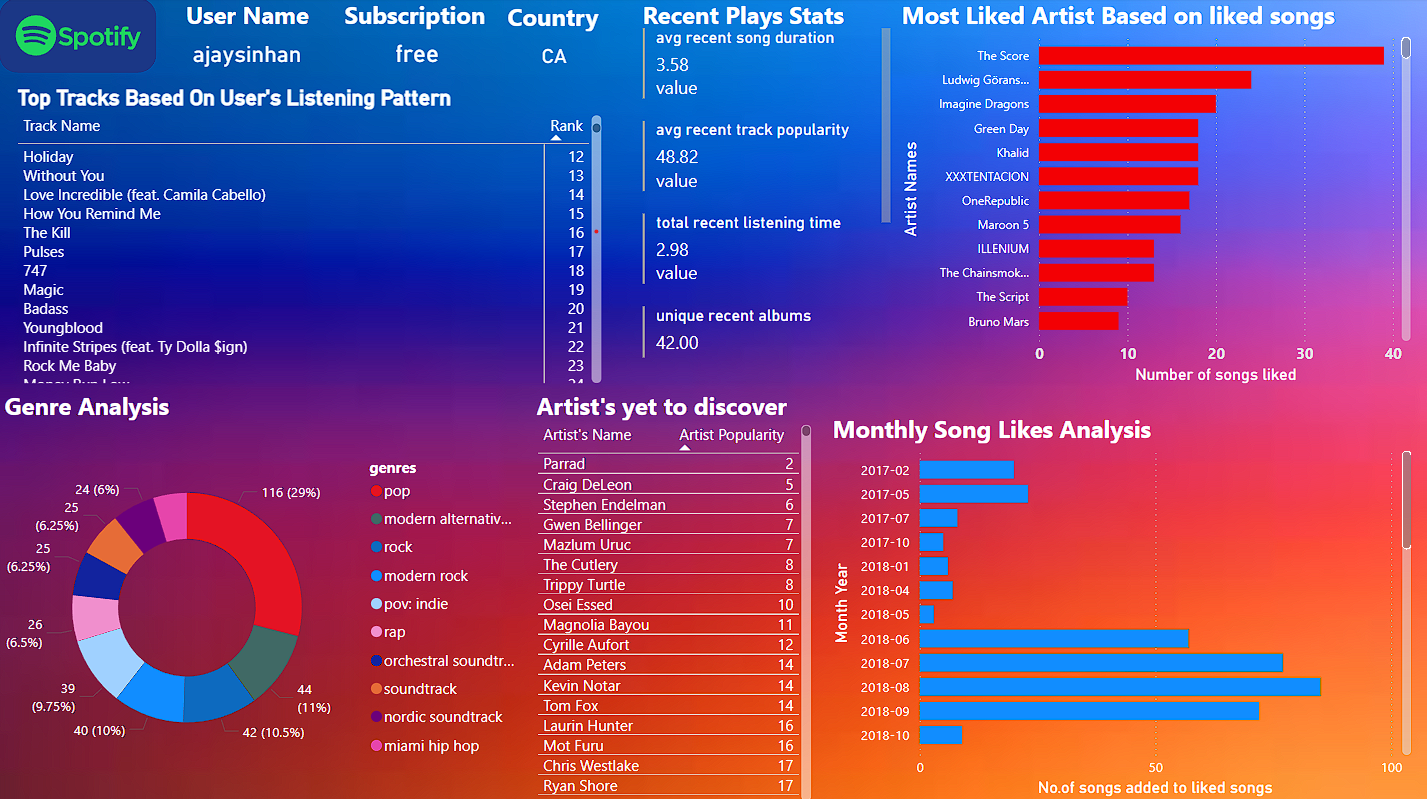 Spotify
User Name
ajaysinhan
Subscription
free
Country
CA
Top Tracks Based On User's Listening Pattern
Track Name Rank
Holiday 12
Without You 13
Love Incredible (feat. Camila Cabello) 14
How You Remind Me 15
The Kill 16
Pulses 17
747 18
Magic 19
Badass 20
Youngblood 21
Infinite Stripes (feat. Ty Dolla $ign) 22
Rock Me Baby 23
Recent Plays Stats
avg recent song duration
3.58
value
avg recent track popularity
48.82
value
total recent listening time
2.98
value
unique recent albums
42.00
Most Liked Artist Based on liked songs
Artist Names
The Score
Ludwig Görans...
Imagine Dragons
Green Day
Khalid
XXXTENTACION
OneRepublic
Maroon 5
ILLENIUM
The Chainsmok...
The Script
Bruno Mars
0 10 20 30 40
Number of songs liked
Genre Analysis
116 (29%)
44
(11%)
42 (10.5%)
40 (10%)
39
(9.75%)
26
(6.5%)
25
(6.25%)
25
(6.25%)
24 (6%)
genres
pop
modern alternativ...
rock
modern rock
pov: indie
rap
orchestral soundtr...
soundtrack
nordic soundtrack
miami hip hop
Artist's yet to discover
Artist's Name Artist Popularity
Parrad 2
Craig DeLeon 5
Stephen Endelman 6
Gwen Bellinger 7
Mazlum Uruc 7
The Cutlery 8
Trippy Turtle 8
Osei Essed 10
Magnolia Bayou 11
Cyrille Aufort 12
Adam Peters 14
Kevin Notar 14
Tom Fox 14
Laurin Hunter 16
Mot Furu 16
Chris Westlake 17
Ryan Shore 17
Monthly Song Likes Analysis
Month Year
2017-02
2017-05
2017-07
2017-10
2018-01
2018-04
2018-05
2018-06
2018-07
2018-08
2018-09
2018-10
0 50 100
No.of songs added to liked songs